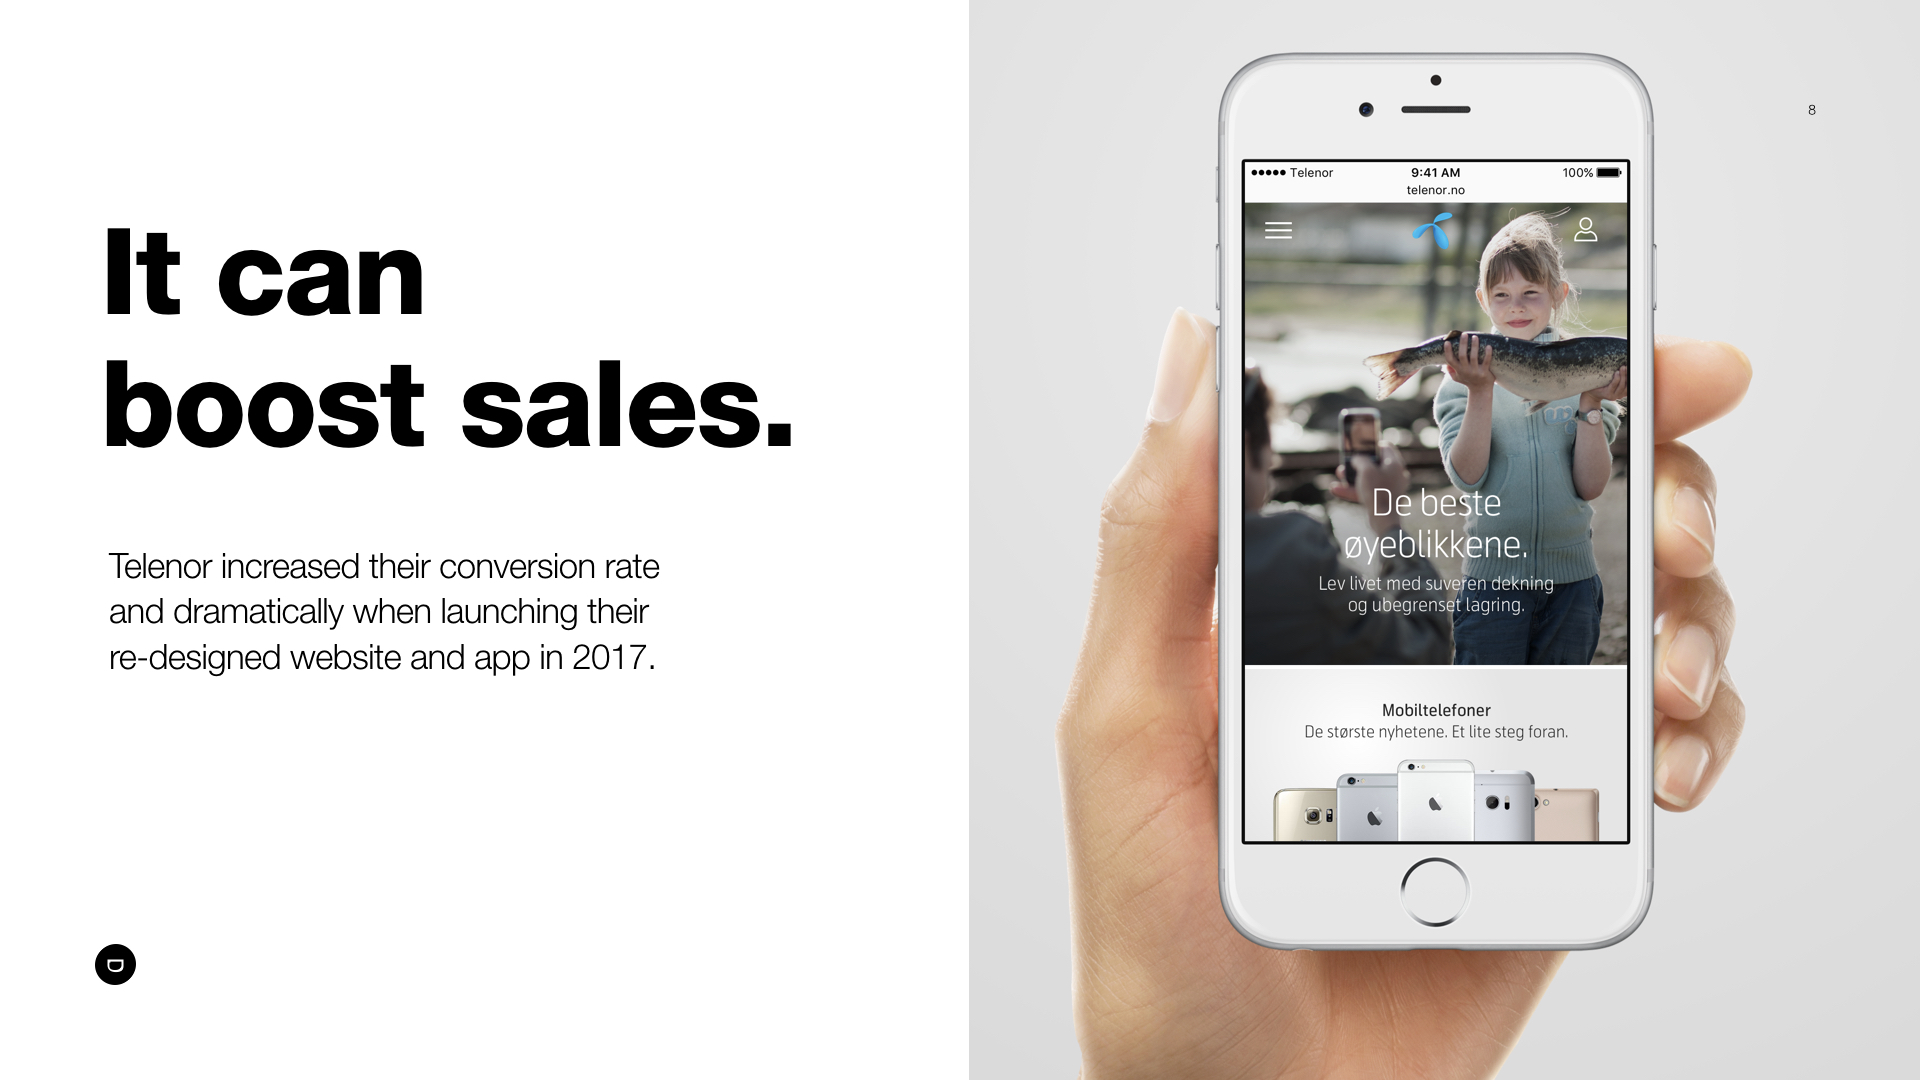 It can
boost sales.
Telenor increased their conversion rate
and dramatically when launching their
re-designed website and app in 2017.
D
8
Telenor
9:41 AM
100%
telenor.no
De beste
øyeblikkene.
Lev livet med suveren dekning
og ubegrenset lagring.
Mobiltelefoner
De største nyhetene. Et lite steg foran.